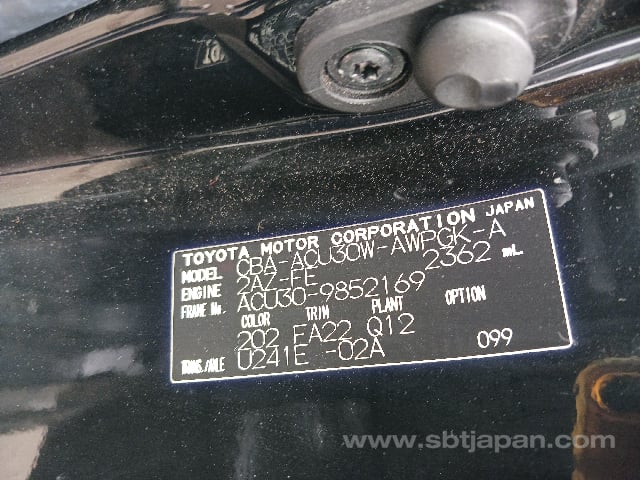 TOYOTA MOTOR CORPORATION JAPAN
MODEL CBA-ACU30W-AWPGK-A
ENGINE 2AZ-FE 2362 mL
FRAME No. ACU30-9852169
COLOR TRIM PLANT OPTION
202 FA22 Q12
TRANS./AXLE U241E -02A 099
www.sbtjapan.com